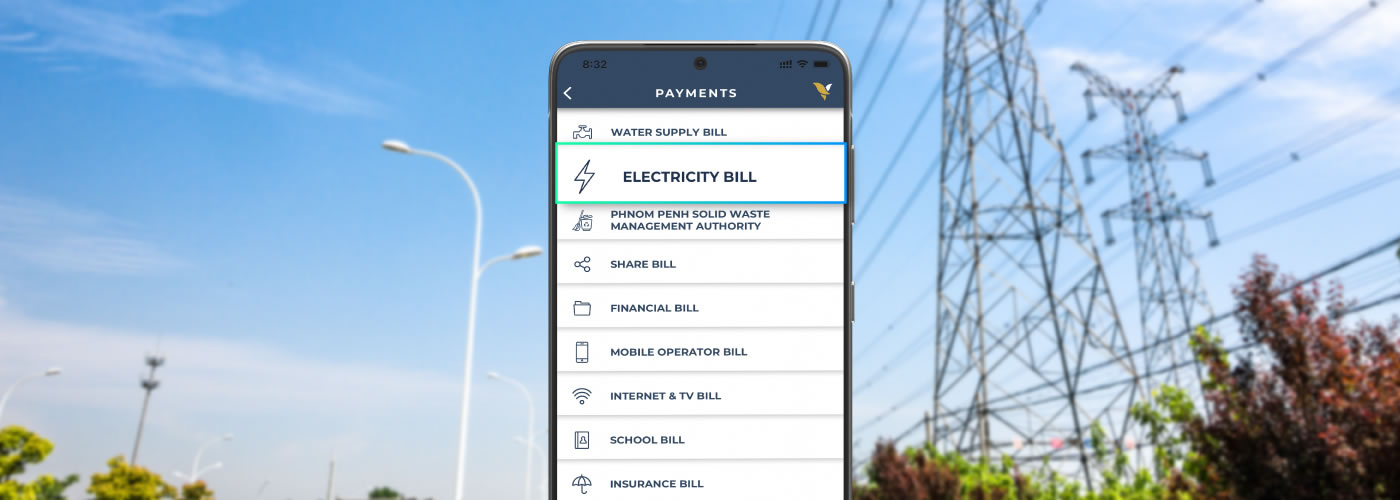 8:32
PAYMENTS
WATER SUPPLY BILL
ELECTRICITY BILL
PHNOM PENH SOLID WASTE
MANAGEMENT AUTHORITY
SHARE BILL
FINANCIAL BILL
MOBILE OPERATOR BILL
INTERNET & TV BILL
SCHOOL BILL
INSURANCE BILL